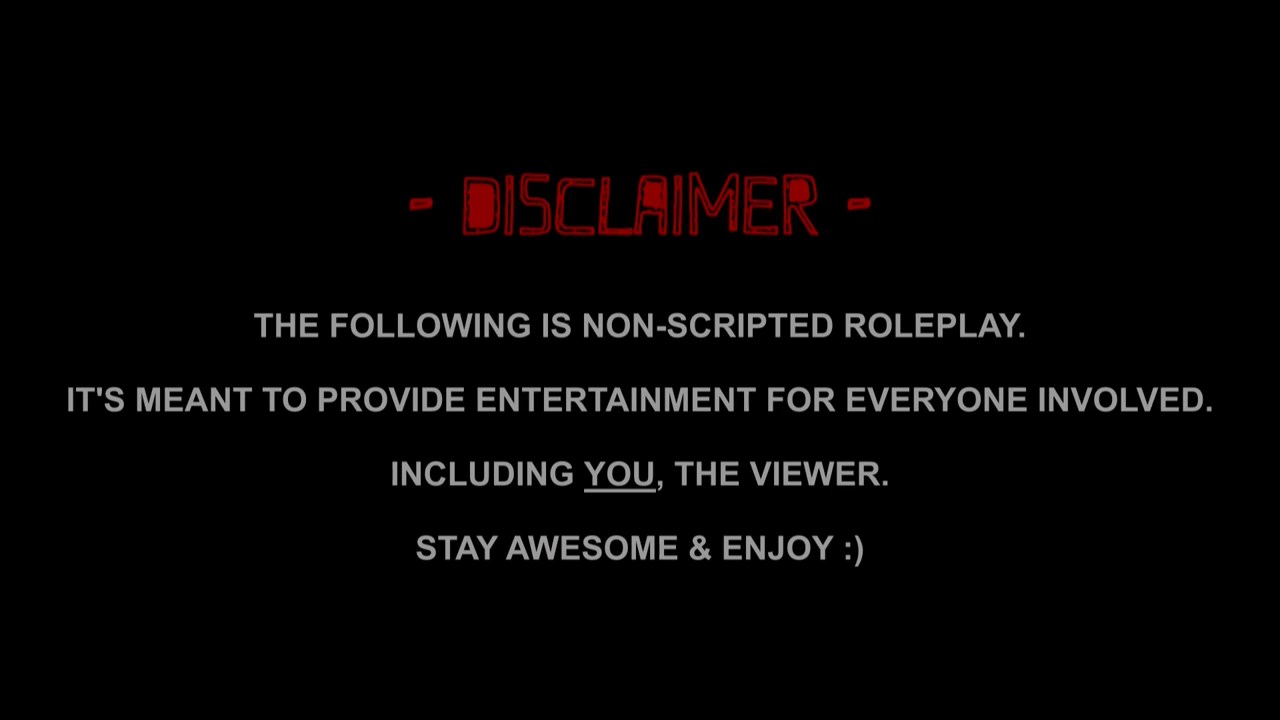 - DISCLAIMER -
THE FOLLOWING IS NON-SCRIPTED ROLEPLAY.
IT'S MEANT TO PROVIDE ENTERTAINMENT FOR EVERYONE INVOLVED.
INCLUDING YOU, THE VIEWER.
STAY AWESOME & ENJOY :)